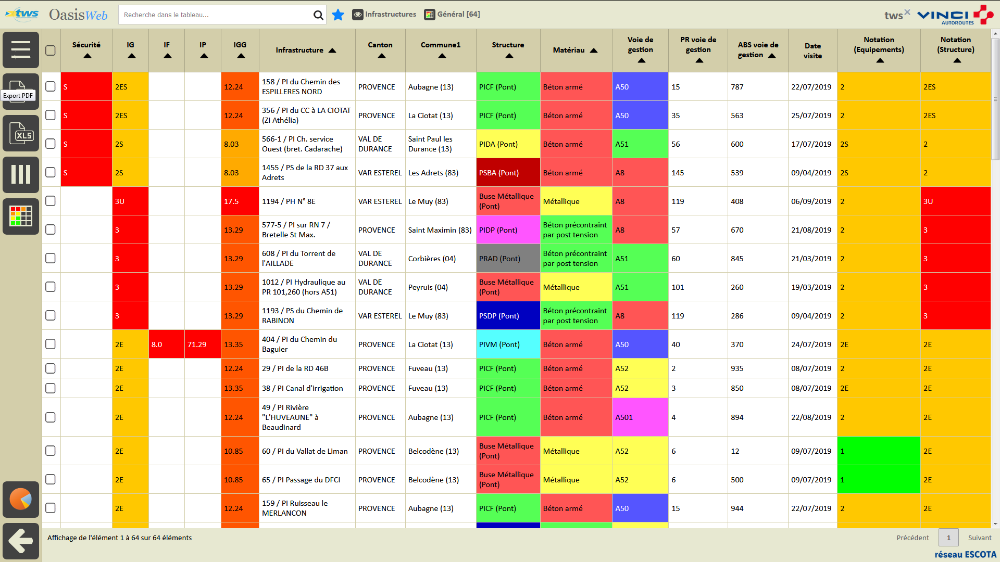 tws OasisWeb Recherche dans le tableau... Infrastructures Général [64] tws VINCI AUTOROUTES
Sécurité IG IF IP IGG Infrastructure Canton Commune1 Structure Matériau Voie de gestion PR voie de gestion ABS voie de gestion Date visite Notation (Equipements) Notation (Structure)
Export PDF
XLS
S 2ES 12.24 158 / PI du Chemin des ESPILLERES NORD PROVENCE Aubagne (13) PICF (Pont) Béton armé A50 15 787 22/07/2019 2 2ES
S 2ES 12.24 356 / PI du CC à LA CIOTAT (ZI Athélia) PROVENCE La Ciotat (13) PICF (Pont) Béton armé A50 35 563 25/07/2019 2 2ES
S 2S 8.03 566-1 / PI Ch. service Ouest (bret. Cadarache) VAL DE DURANCE Saint Paul les Durance (13) PIDA (Pont) Béton armé A51 56 600 17/07/2019 2S 2
S 2S 8.03 1455 / PS de la RD 37 aux Adrets VAR ESTEREL Les Adrets (83) PSBA (Pont) Béton armé A8 145 539 09/04/2019 2S 2
3U 17.5 1194 / PH N° 8E VAR ESTEREL Le Muy (83) Buse Métallique (Pont) Métallique A8 119 408 06/09/2019 2 3U
3 13.29 577-5 / PI sur RN 7 / Bretelle St Max. PROVENCE Saint Maximin (83) PIDP (Pont) Béton précontraint par post tension A8 57 670 21/08/2019 2 3
3 13.29 608 / PI du Torrent de l'AILLADE VAL DE DURANCE Corbières (04) PRAD (Pont) Béton précontraint par post tension A51 60 845 21/03/2019 2 3
3 13.29 1012 / PI Hydraulique au PR 101,260 (hors A51) VAL DE DURANCE Peyruis (04) Buse Métallique (Pont) Métallique A51 101 260 19/03/2019 2 3
3 13.29 1193 / PS du Chemin de RABINON VAR ESTEREL Le Muy (83) PSDP (Pont) Béton précontraint par post tension A8 119 286 09/04/2019 2 3
2E 8.0 71.29 13.35 404 / PI du Chemin du Baguier PROVENCE La Ciotat (13) PIVM (Pont) Béton armé A50 40 370 24/07/2019 2E 2E
2E 12.24 29 / PI de la RD 46B PROVENCE Fuveau (13) PICF (Pont) Béton armé A52 2 935 08/07/2019 2 2E
2E 13.35 38 / PI Canal d'irrigation PROVENCE Fuveau (13) PICF (Pont) Béton armé A52 3 850 08/07/2019 2E 2E
2E 12.24 49 / PI Rivière "L'HUVEAUNE" à Beaudinard PROVENCE Aubagne (13) PICF (Pont) Béton armé A501 4 894 22/08/2019 2 2E
2E 10.85 60 / PI du Vallat de Liman PROVENCE Belcodène (13) Buse Métallique (Pont) Métallique A52 6 12 09/07/2019 1 2E
2E 10.85 65 / PI Passage du DFCI PROVENCE Belcodène (13) Buse Métallique (Pont) Métallique A52 6 500 09/07/2019 1 2E
2E 12.24 159 / PI Ruisseau le MERLANCON PROVENCE Aubagne (13) PICF (Pont) Béton armé A50 15 944 22/07/2019 2 2E
Affichage de l'élément 1 à 64 sur 64 éléments Précédent 1 Suivant
réseau ESCOTA